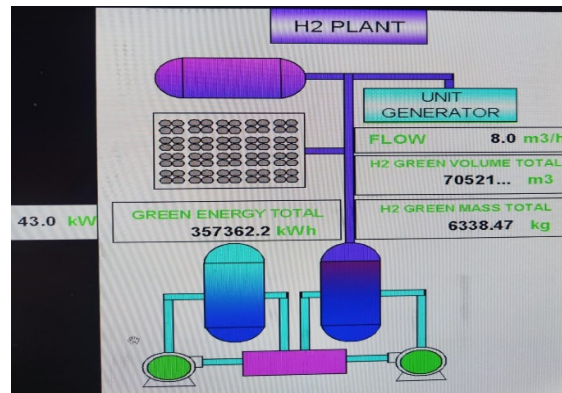 H2 PLANT
UNIT
GENERATOR
FLOW 8.0 m3/h
H2 GREEN VOLUME TOTAL
70521... m3
43.0 kW
GREEN ENERGY TOTAL
357362.2 kWh
H2 GREEN MASS TOTAL
6338.47 kg